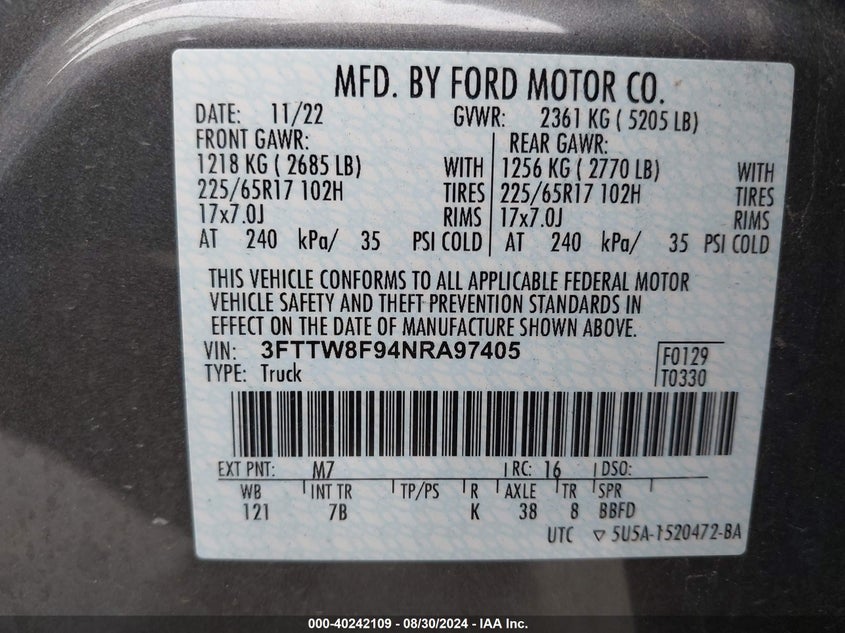 MFD. BY FORD MOTOR CO.
DATE: 11/22 GVWR: 2361 KG ( 5205 LB)
FRONT GAWR: REAR GAWR:
1218 KG ( 2685 LB) WITH 1256 KG ( 2770 LB) WITH
225/65R17 102H TIRES 225/65R17 102H TIRES
17x7.0J RIMS 17x7.0J RIMS
AT 240 kPa/ 35 PSI COLD AT 240 kPa/ 35 PSI COLD
THIS VEHICLE CONFORMS TO ALL APPLICABLE FEDERAL MOTOR
VEHICLE SAFETY AND THEFT PREVENTION STANDARDS IN
EFFECT ON THE DATE OF MANUFACTURE SHOWN ABOVE.
VIN: 3FTTW8F94NRA97405 F0129
TYPE: Truck T0330
EXT PNT: M7 RC: 16 DSO:
WB INT TR TP/PS R AXLE TR SPR
121 7B K 38 8 BBFD
UTC ▽ 5U5A-1520472-BA
000-40242109 - 08/30/2024 - IAA Inc.